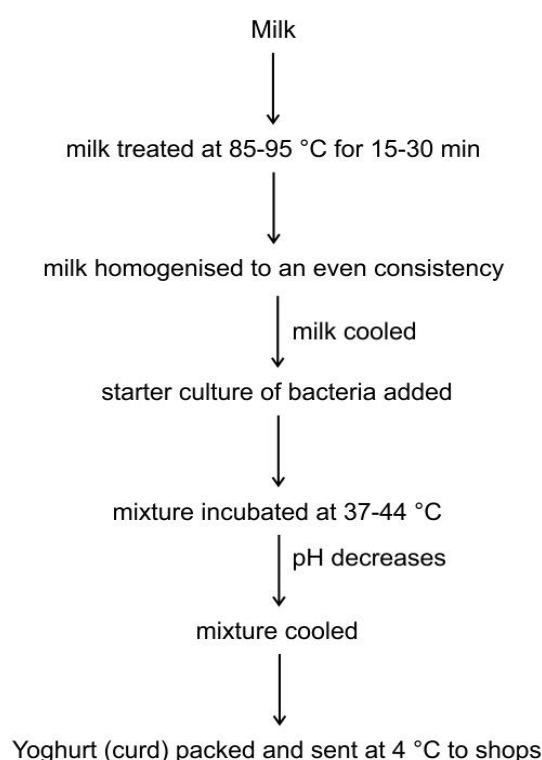 Milk
milk treated at 85-95 °C for 15-30 min
milk homogenised to an even consistency
milk cooled
starter culture of bacteria added
mixture incubated at 37-44 °C
pH decreases
mixture cooled
Yoghurt (curd) packed and sent at 4 °C to shops